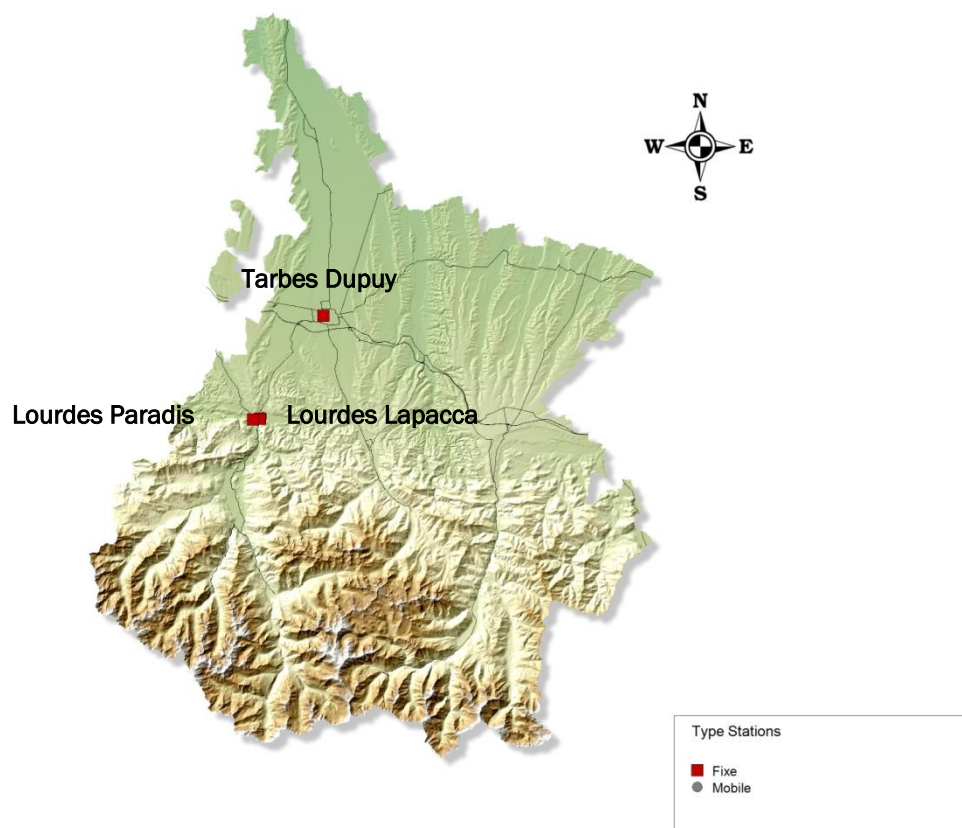 N
W E
S
Tarbes Dupuy
Lourdes Paradis Lourdes Lapacca
Type Stations
Fixe
Mobile